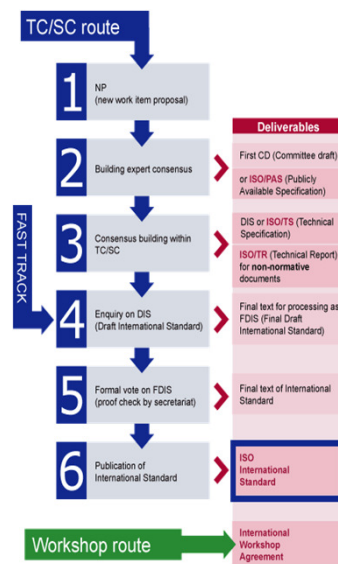 TC/SC route
1
NP
(new work item proposal)
Deliverables
2
Building expert consensus
First CD (Committee draft)
or ISO/PAS (Publicly
Available Specification)
3
Consensus building within
TC/SC
DIS or ISO/TS (Technical
Specification)
ISO/TR (Technical Report)
for non-normative
documents
FAST TRACK
4
Enquiry on DIS
(Draft International Standard)
Final text for processing as
FDIS (Final Draft
International Standard)
5
Formal vote on FDIS
(proof check by secretariat)
Final text of International
Standard
6
Publication of
International Standard
ISO
International
Standard
Workshop route
International
Workshop
Agreement